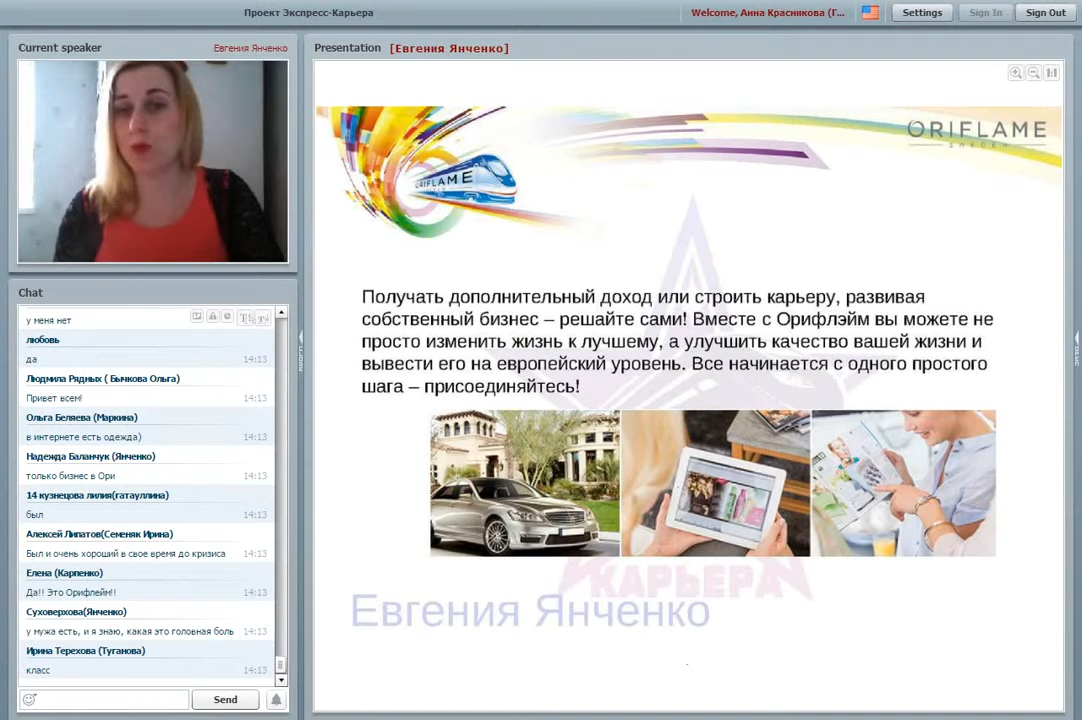 Проект Экспресс-Карьера
Welcome, Анна Красникова (Г...
Settings
Sign In
Sign Out
Current speaker
Евгения Янченко
Chat
у меня нет
любовь
да 14:13
Людмила Рядных ( Бычкова Ольга)
Привет всем! 14:13
Ольга Беляева (Маркина)
в интернете есть одежда) 14:13
Надежда Баланчук (Янченко)
только бизнес в Ори 14:13
14 кузнецова лилия(гатауллина)
был 14:13
Алексей Липатов(Семеняк Ирина)
Был и очень хороший в свое время до кризиса 14:13
Елена (Карпенко)
Да!! Это Орифлейм!! 14:13
Суховерхова(Янченко)
у мужа есть, и я знаю, какая это головная боль 14:13
Ирина Терехова (Туганова)
класс 14:13
Send
Presentation [Евгения Янченко]
1:1
ORIFLAME
SWEDEN
ORIFLAME
Получать дополнительный доход или строить карьеру, развивая
собственный бизнес – решайте сами! Вместе с Орифлэйм вы можете не
просто изменить жизнь к лучшему, а улучшить качество вашей жизни и
вывести его на европейский уровень. Все начинается с одного простого
шага – присоединяйтесь!
КАРЬЕРА
Евгения Янченко